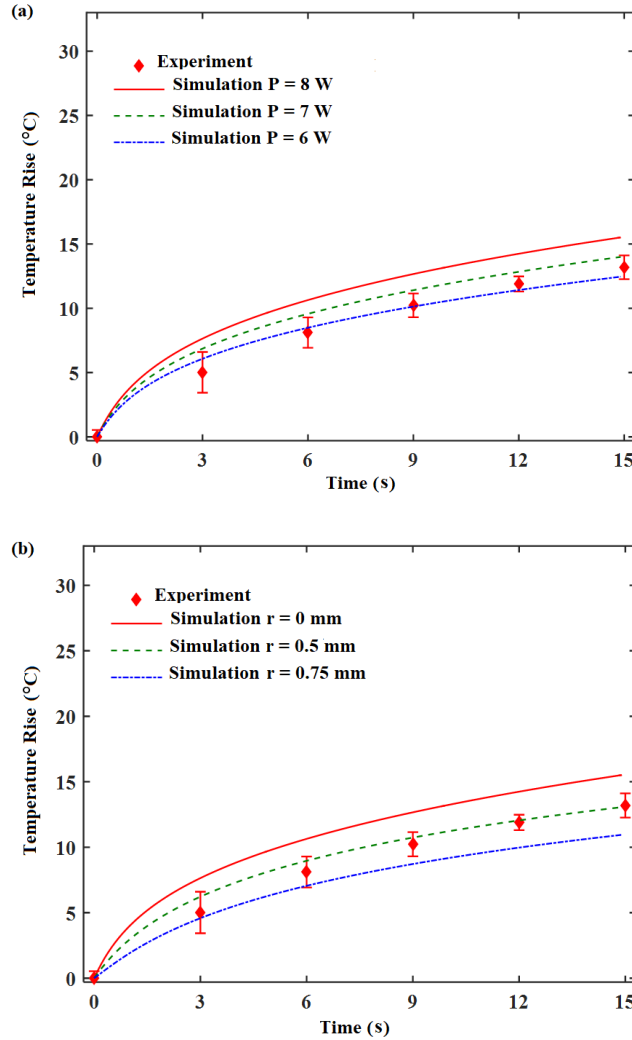 (a)
30
25
20
15
10
5
0
Temperature Rise (°C)
Experiment
Simulation P = 8 W
Simulation P = 7 W
Simulation P = 6 W
0 3 6 9 12 15
Time (s)
(b)
30
25
20
15
10
5
0
Temperature Rise (°C)
Experiment
Simulation r = 0 mm
Simulation r = 0.5 mm
Simulation r = 0.75 mm
0 3 6 9 12 15
Time (s)